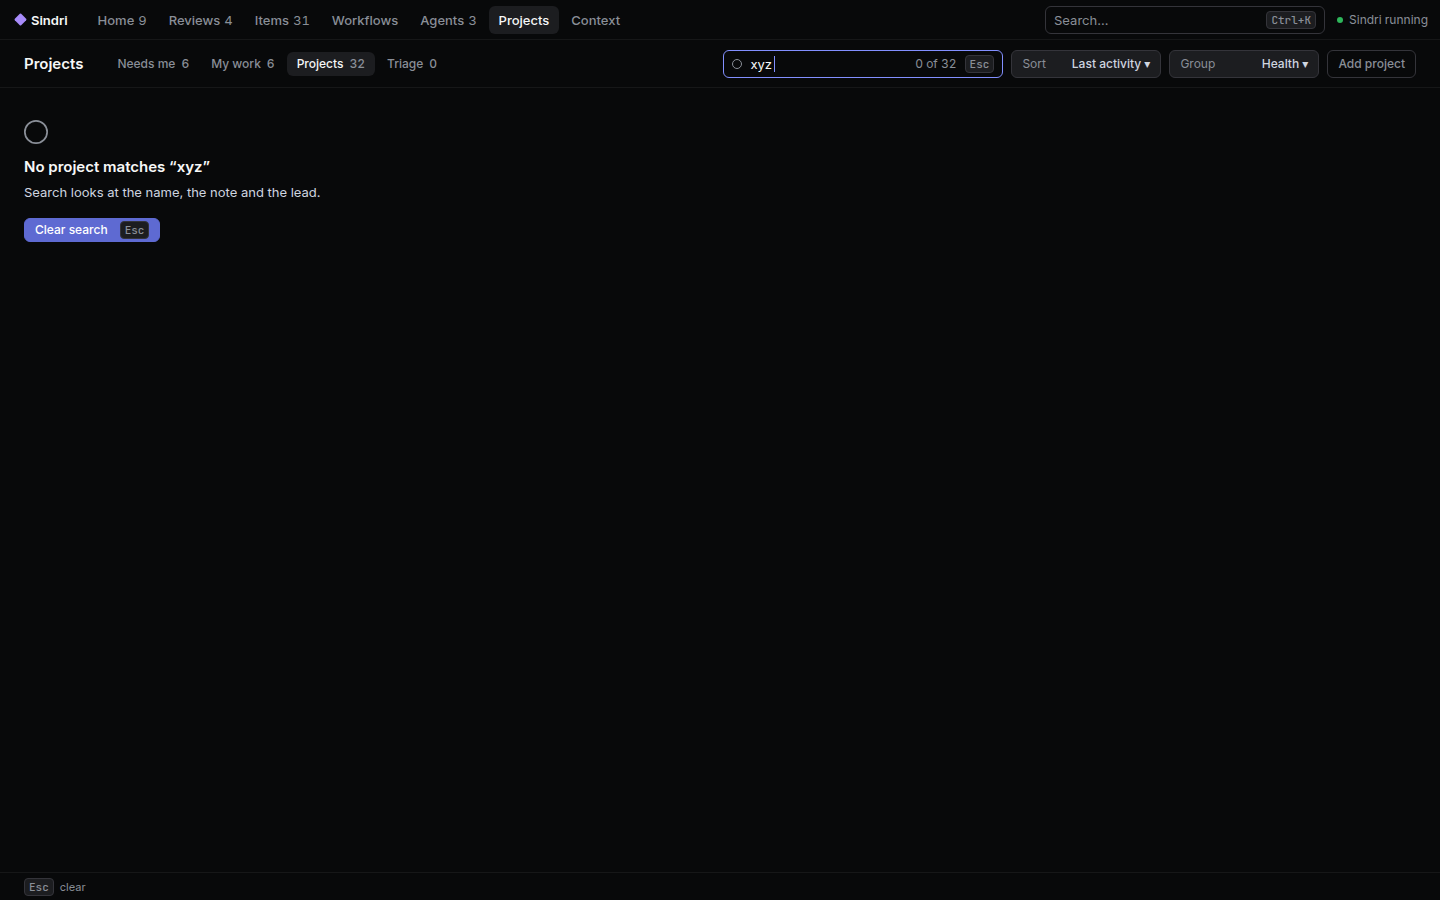 Sindri Home 9 Reviews 4 Items 31 Workflows Agents 3 Projects Context Search... Ctrl+K Sindri running
Projects Needs me 6 My work 6 Projects 32 Triage 0 xyz 0 of 32 Esc Sort Last activity ▾ Group Health ▾ Add project
No project matches “xyz”
Search looks at the name, the note and the lead.
Clear search Esc
Esc clear